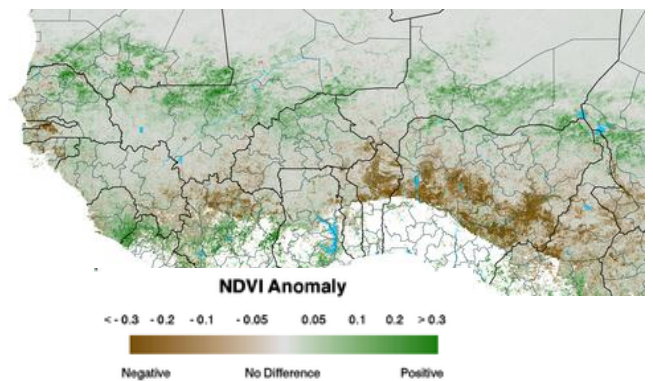 NDVI Anomaly
< - 0.3 - 0.2 - 0.1 - 0.05 0.05 0.1 0.2 > 0.3
Negative No Difference Positive